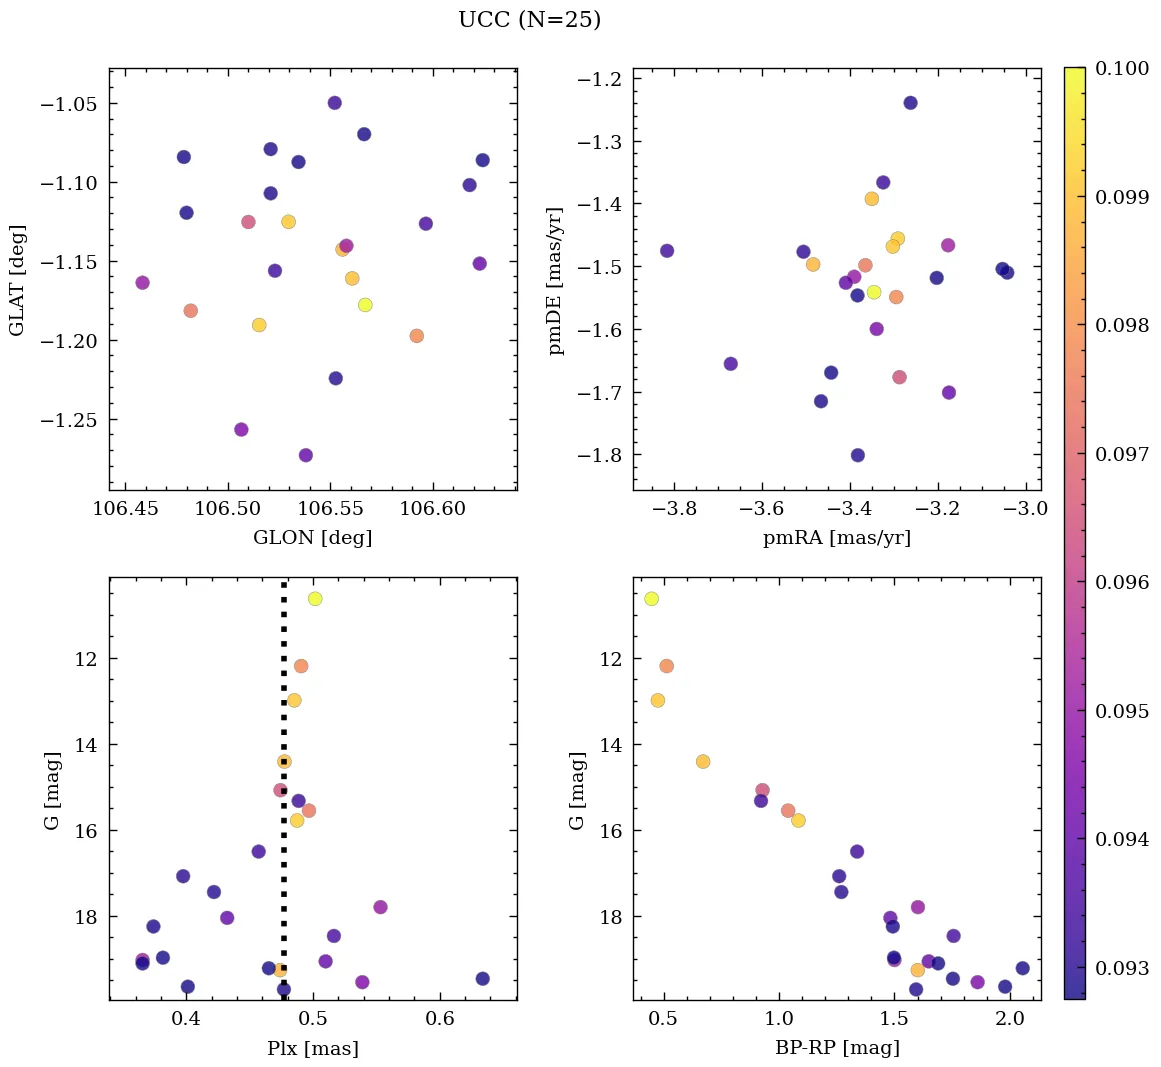 UCC (N=25)
−1.05
−1.10
−1.15
−1.20
−1.25
GLAT [deg]
106.45 106.50 106.55 106.60
GLON [deg]
−1.2
−1.3
−1.4
−1.5
−1.6
−1.7
−1.8
pmDE [mas/yr]
−3.8 −3.6 −3.4 −3.2 −3.0
pmRA [mas/yr]
12
14
16
18
G [mag]
0.4 0.5 0.6
Plx [mas]
12
14
16
18
G [mag]
0.5 1.0 1.5 2.0
BP-RP [mag]
0.100
0.099
0.098
0.097
0.096
0.095
0.094
0.093